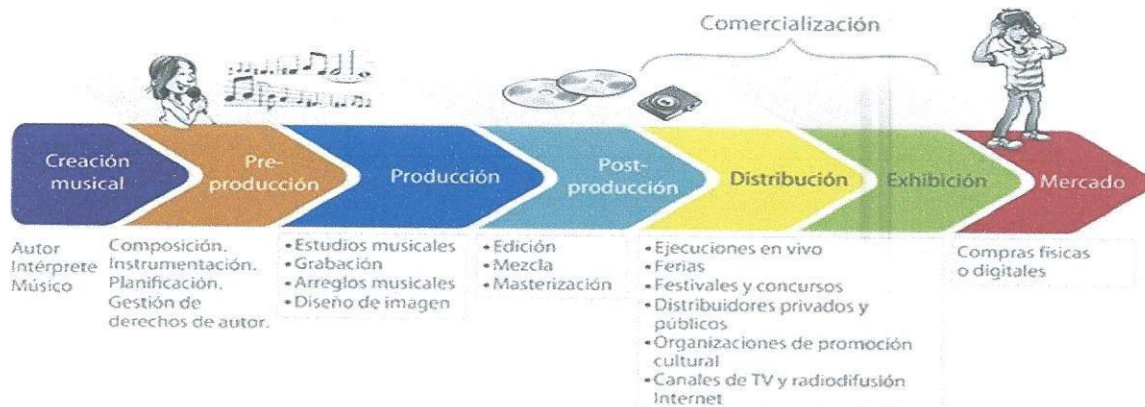 Comercialización
Creación
musical
Pre-
producción
Producción
Post-
producción
Distribución
Exhibición
Mercado
Autor
Intérprete
Músico
Composición.
Instrumentación.
Planificación.
Gestión de
derechos de autor.
•Estudios musicales
•Grabación
•Arreglos musicales
•Diseño de imagen
•Edición
•Mezcla
•Masterización
•Ejecuciones en vivo
•Ferias
•Festivales y concursos
•Distribuidores privados y
públicos
•Organizaciones de promoción
cultural
•Canales de TV y radiodifusión
Internet
Compras físicas
o digitales